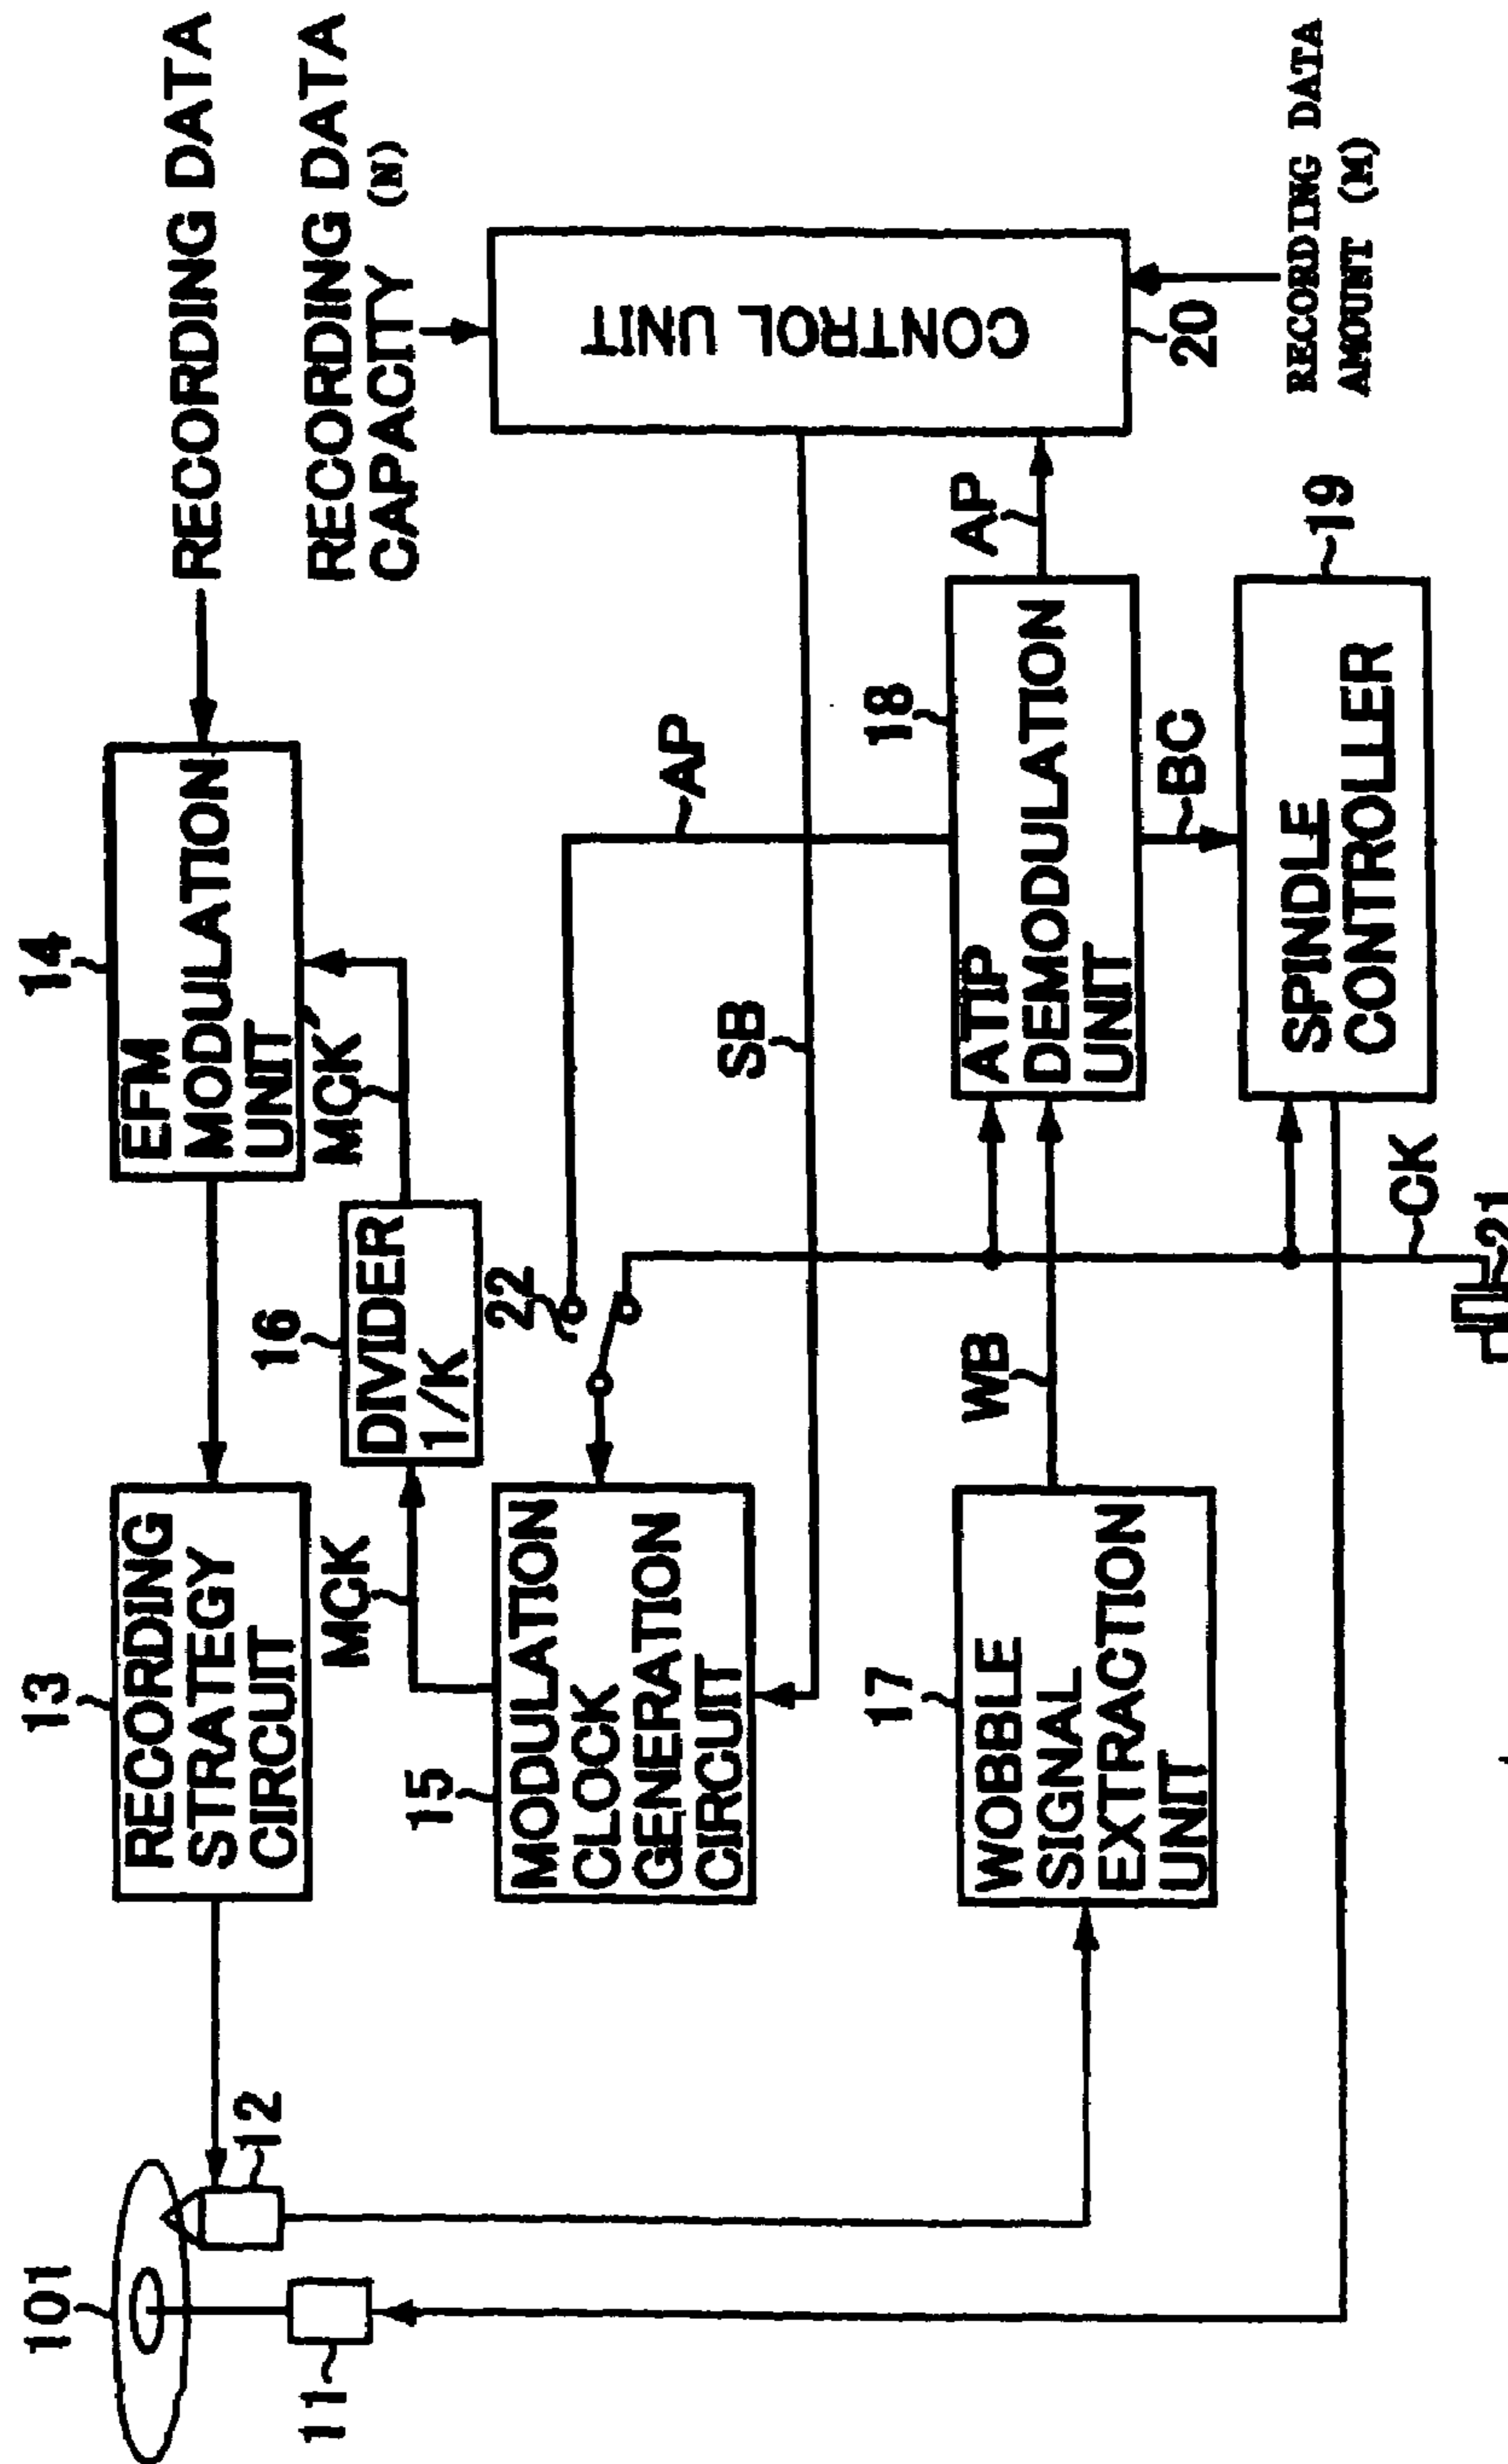 101
11
12
13
RECORDING
STRATEGY
CIRCUIT
14
EFM
MODULATION
UNIT
RECORDING DATA
RECORDING DATA
CAPACITY (N)
MCK
16
DIVIDER
1/K
MCK
15
MODULATION
CLOCK
GENERATION
CIRCUIT
22
AP
SB
CONTROL UNIT
20
RECORDING DATA
AMOUNT (M)
17
WOBBLE
SIGNAL
EXTRACTION
UNIT
WB
18
ATIP
DEMODULATION
UNIT
AP
BC
SPINDLE
CONTROLLER
19
CK
21